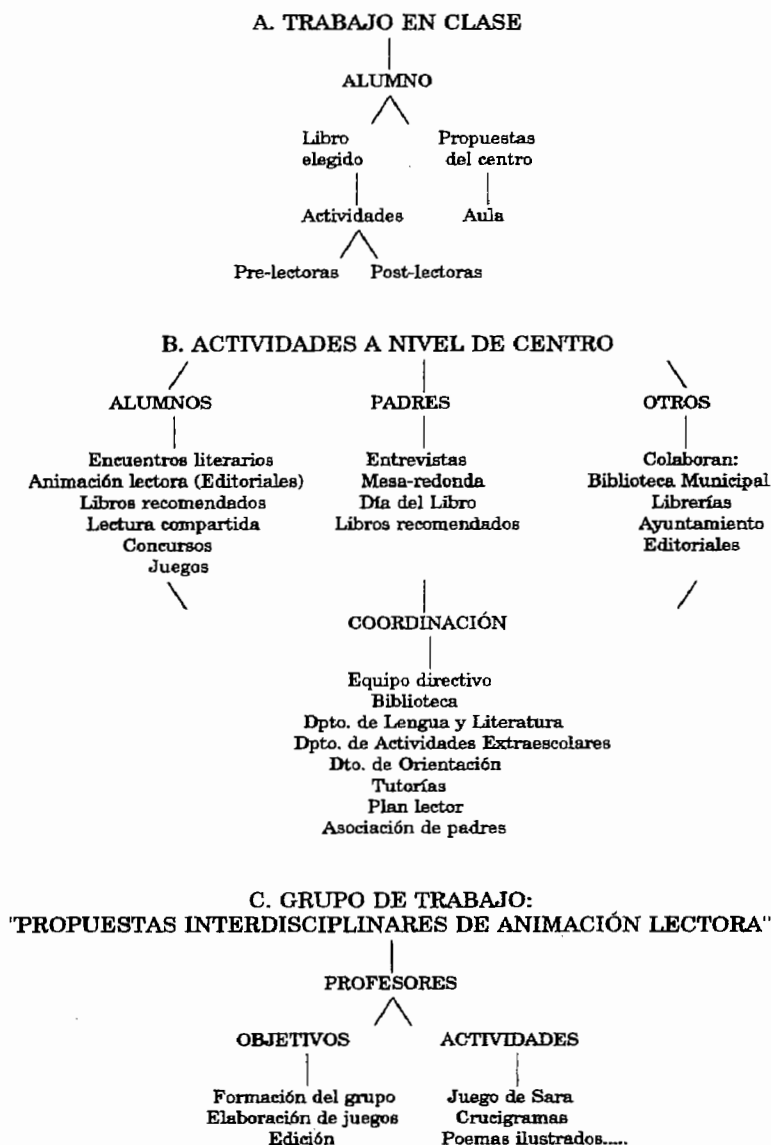 A. TRABAJO EN CLASE
ALUMNO
Libro
elegido
Propuestas
del centro
Actividades
Aula
Pre-lectoras
Post-lectoras
B. ACTIVIDADES A NIVEL DE CENTRO
ALUMNOS
Encuentros literarios
Animación lectora (Editoriales)
Libros recomendados
Lectura compartida
Concursos
Juegos
PADRES
Entrevistas
Mesa-redonda
Día del Libro
Libros recomendados
OTROS
Colaboran:
Biblioteca Municipal
Librerías
Ayuntamiento
Editoriales
COORDINACIÓN
Equipo directivo
Biblioteca
Dpto. de Lengua y Literatura
Dpto. de Actividades Extraescolares
Dto. de Orientación
Tutorías
Plan lector
Asociación de padres
C. GRUPO DE TRABAJO:
"PROPUESTAS INTERDISCIPLINARES DE ANIMACIÓN LECTORA"
PROFESORES
OBJETIVOS
Formación del grupo
Elaboración de juegos
Edición
ACTIVIDADES
Juego de Sara
Crucigramas
Poemas ilustrados.....